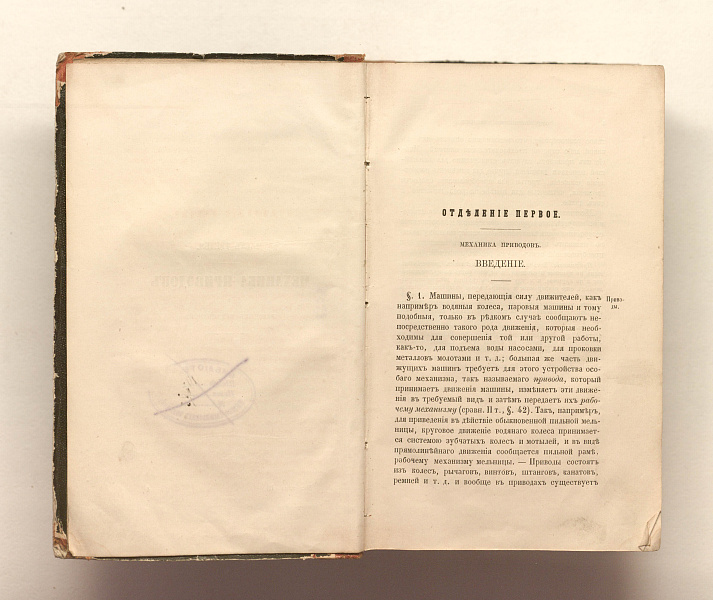 ОТДѢЛЕНІЕ ПЕРВОЕ.
МЕХАНИКА ПРИВОДОВЪ.
ВВЕДЕНІЕ.
§. 1. Машины, передающія силу движителей, какъ
Приво-
ды.
напримѣръ водяныя колеса, паровыя машины и тому
подобныя, только въ рѣдкомъ случаѣ сообщаютъ не-
посредственно такого рода движенія, которыя необ-
ходимы для совершенія той или другой работы,
какъ-то, для подъема воды насосами, для проковки
металловъ молотами и т. д.; большая же часть дви-
жущихъ машинъ требуетъ для этого устройства осо-
баго механизма, такъ называемаго привода, который
принимаетъ движенія машины, измѣняетъ эти движе-
нія въ требуемый видъ и затѣмъ передаетъ ихъ рабо-
чему механизму (сравн. II т., §. 42). Такъ, напримѣръ,
для приведенія въ дѣйствіе обыкновенной пильной мель-
ницы, круговое движеніе водянаго колеса принимает-
ся системою зубчатыхъ колесъ и мотылей, и въ видѣ
прямолинѣйнаго движенія сообщается пильной рамѣ,
рабочему механизму мельницы. — Приводы состоятъ
изъ колесъ, рычаговъ, винтовъ, штанговъ, канатовъ,
ремней и т. д. и вообще въ приводахъ существуетъ